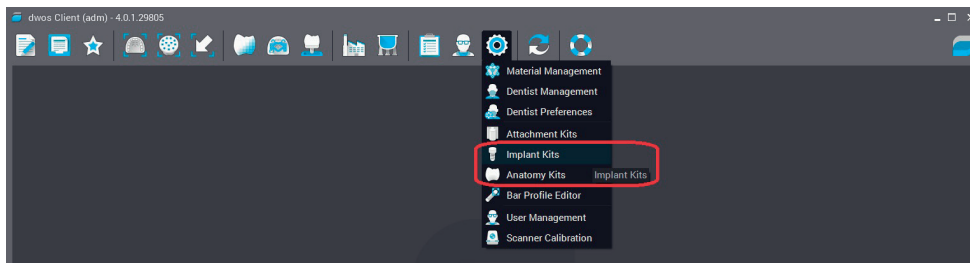 dwos Client (adm) - 4.0.1.29805
Material Management
Dentist Management
Dentist Preferences
Attachment Kits
Implant Kits
Anatomy Kits Implant Kits
Bar Profile Editor
User Management
Scanner Calibration